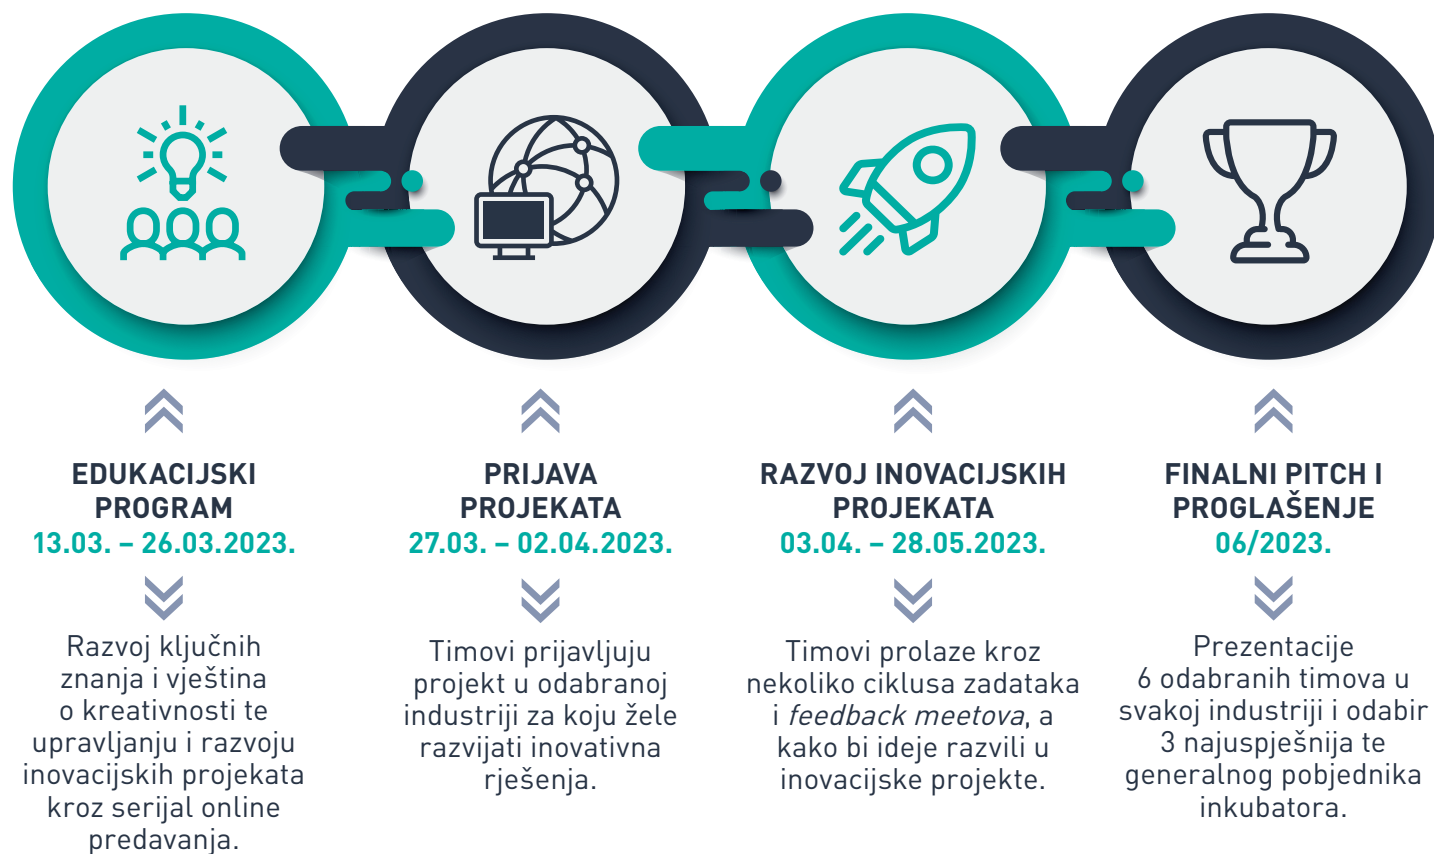 EDUKACIJSKI
PROGRAM
13.03. – 26.03.2023.
Razvoj ključnih
znanja i vještina
o kreativnosti te
upravljanju i razvoju
inovacijskih projekata
kroz serijal online
predavanja.
PRIJAVA
PROJEKATA
27.03. – 02.04.2023.
Timovi prijavljuju
projekt u odabranoj
industriji za koju žele
razvijati inovativna
rješenja.
RAZVOJ INOVACIJSKIH
PROJEKATA
03.04. – 28.05.2023.
Timovi prolaze kroz
nekoliko ciklusa zadataka
i feedback meetova, a
kako bi ideje razvili u
inovacijske projekte.
FINALNI PITCH I
PROGLAŠENJE
06/2023.
Prezentacije
6 odabranih timova u
svakoj industriji i odabir
3 najuspješnija te
generalnog pobjednika
inkubatora.